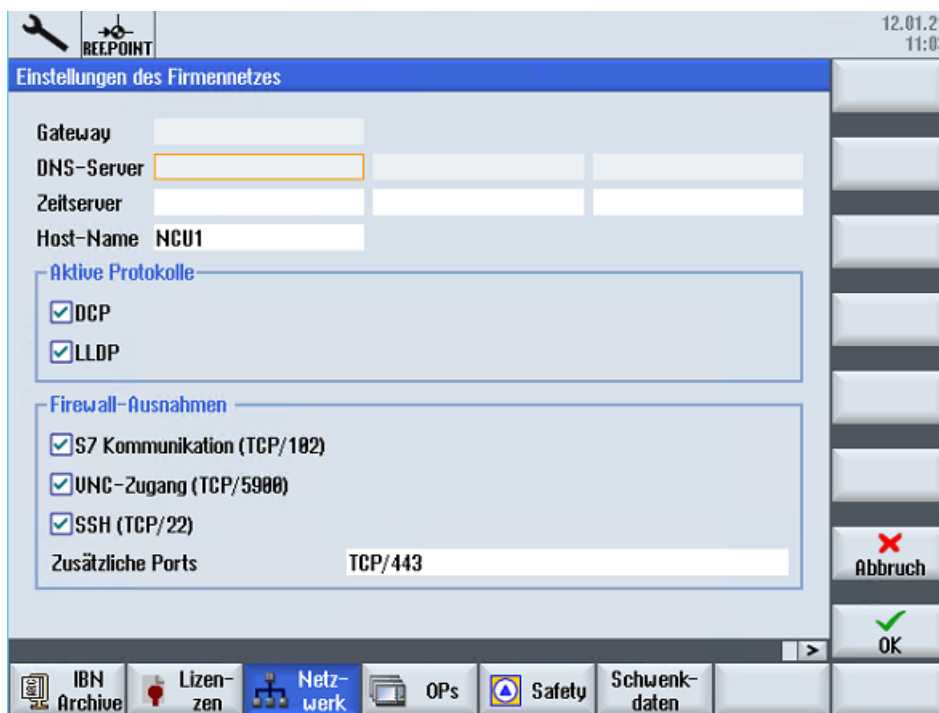 REF.POINT
12.01.2
11:0
Einstellungen des Firmennetzes
Gateway
DNS-Server
Zeitserver
Host-Name NCU1
Aktive Protokolle
DCP
LLDP
Firewall-Ausnahmen
S7 Kommunikation (TCP/102)
VNC-Zugang (TCP/5900)
SSH (TCP/22)
Zusätzliche Ports TCP/443
Abbruch
OK
>
IBN Archive
Lizen-
zen
Netz-
werk
OPs
Safety
Schwenk-
daten